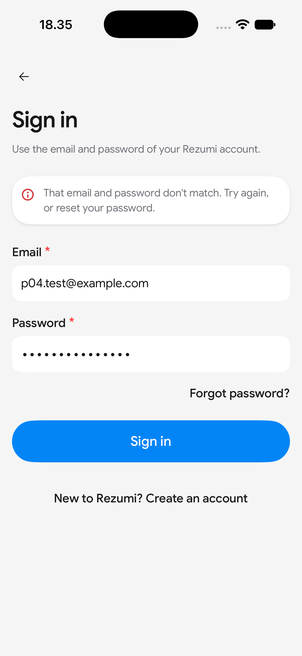 18.35
Sign in
Use the email and password of your Rezumi account.
That email and password don't match. Try again,
or reset your password.
Email *
p04.test@example.com
Password *
•••••••••••••••
Forgot password?
Sign in
New to Rezumi? Create an account